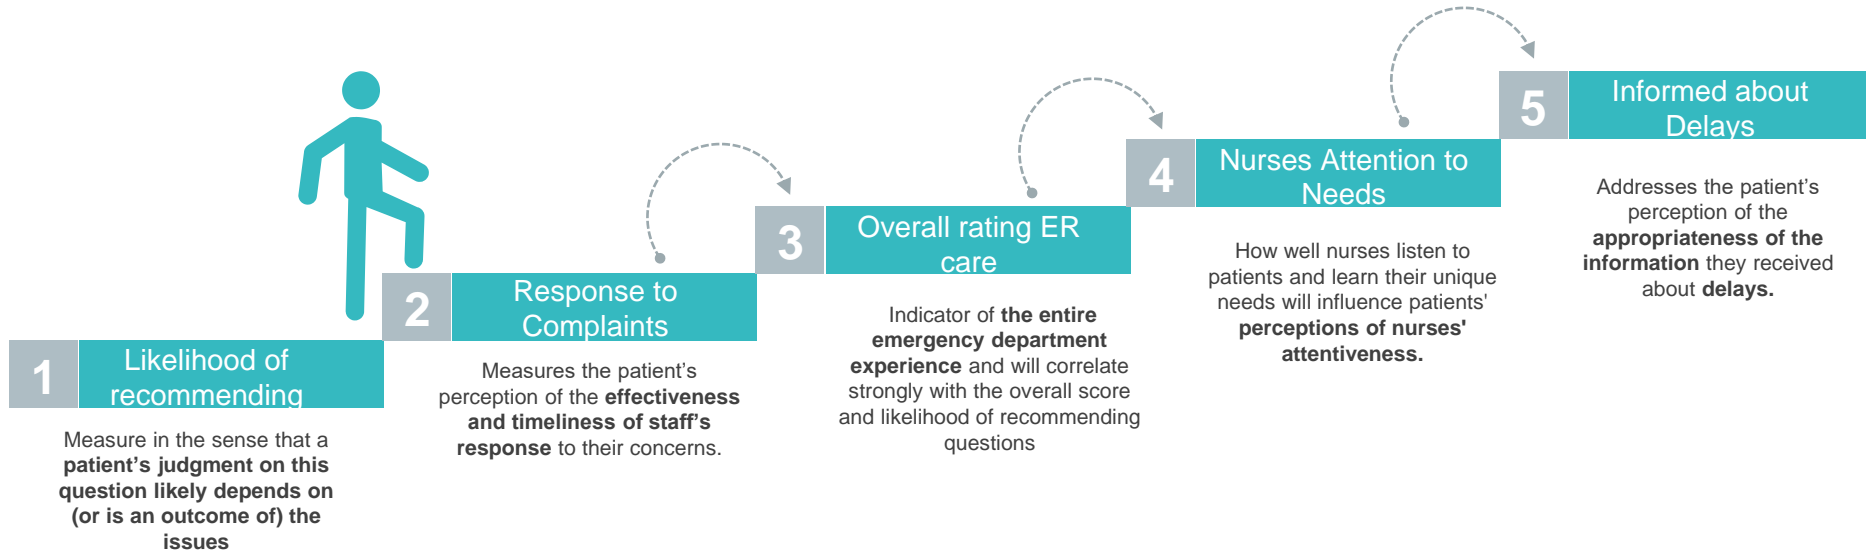 1
Likelihood of
recommending
Measure in the sense that a
patient’s judgment on this
question likely depends on
(or is an outcome of) the
issues
2
Response to
Complaints
Measures the patient’s
perception of the effectiveness
and timeliness of staff’s
response to their concerns.
3
Overall rating ER
care
Indicator of the entire
emergency department
experience and will correlate
strongly with the overall score
and likelihood of recommending
questions
4
Nurses Attention to
Needs
How well nurses listen to
patients and learn their unique
needs will influence patients'
perceptions of nurses'
attentiveness.
5
Informed about
Delays
Addresses the patient’s
perception of the
appropriateness of the
information they received
about delays.